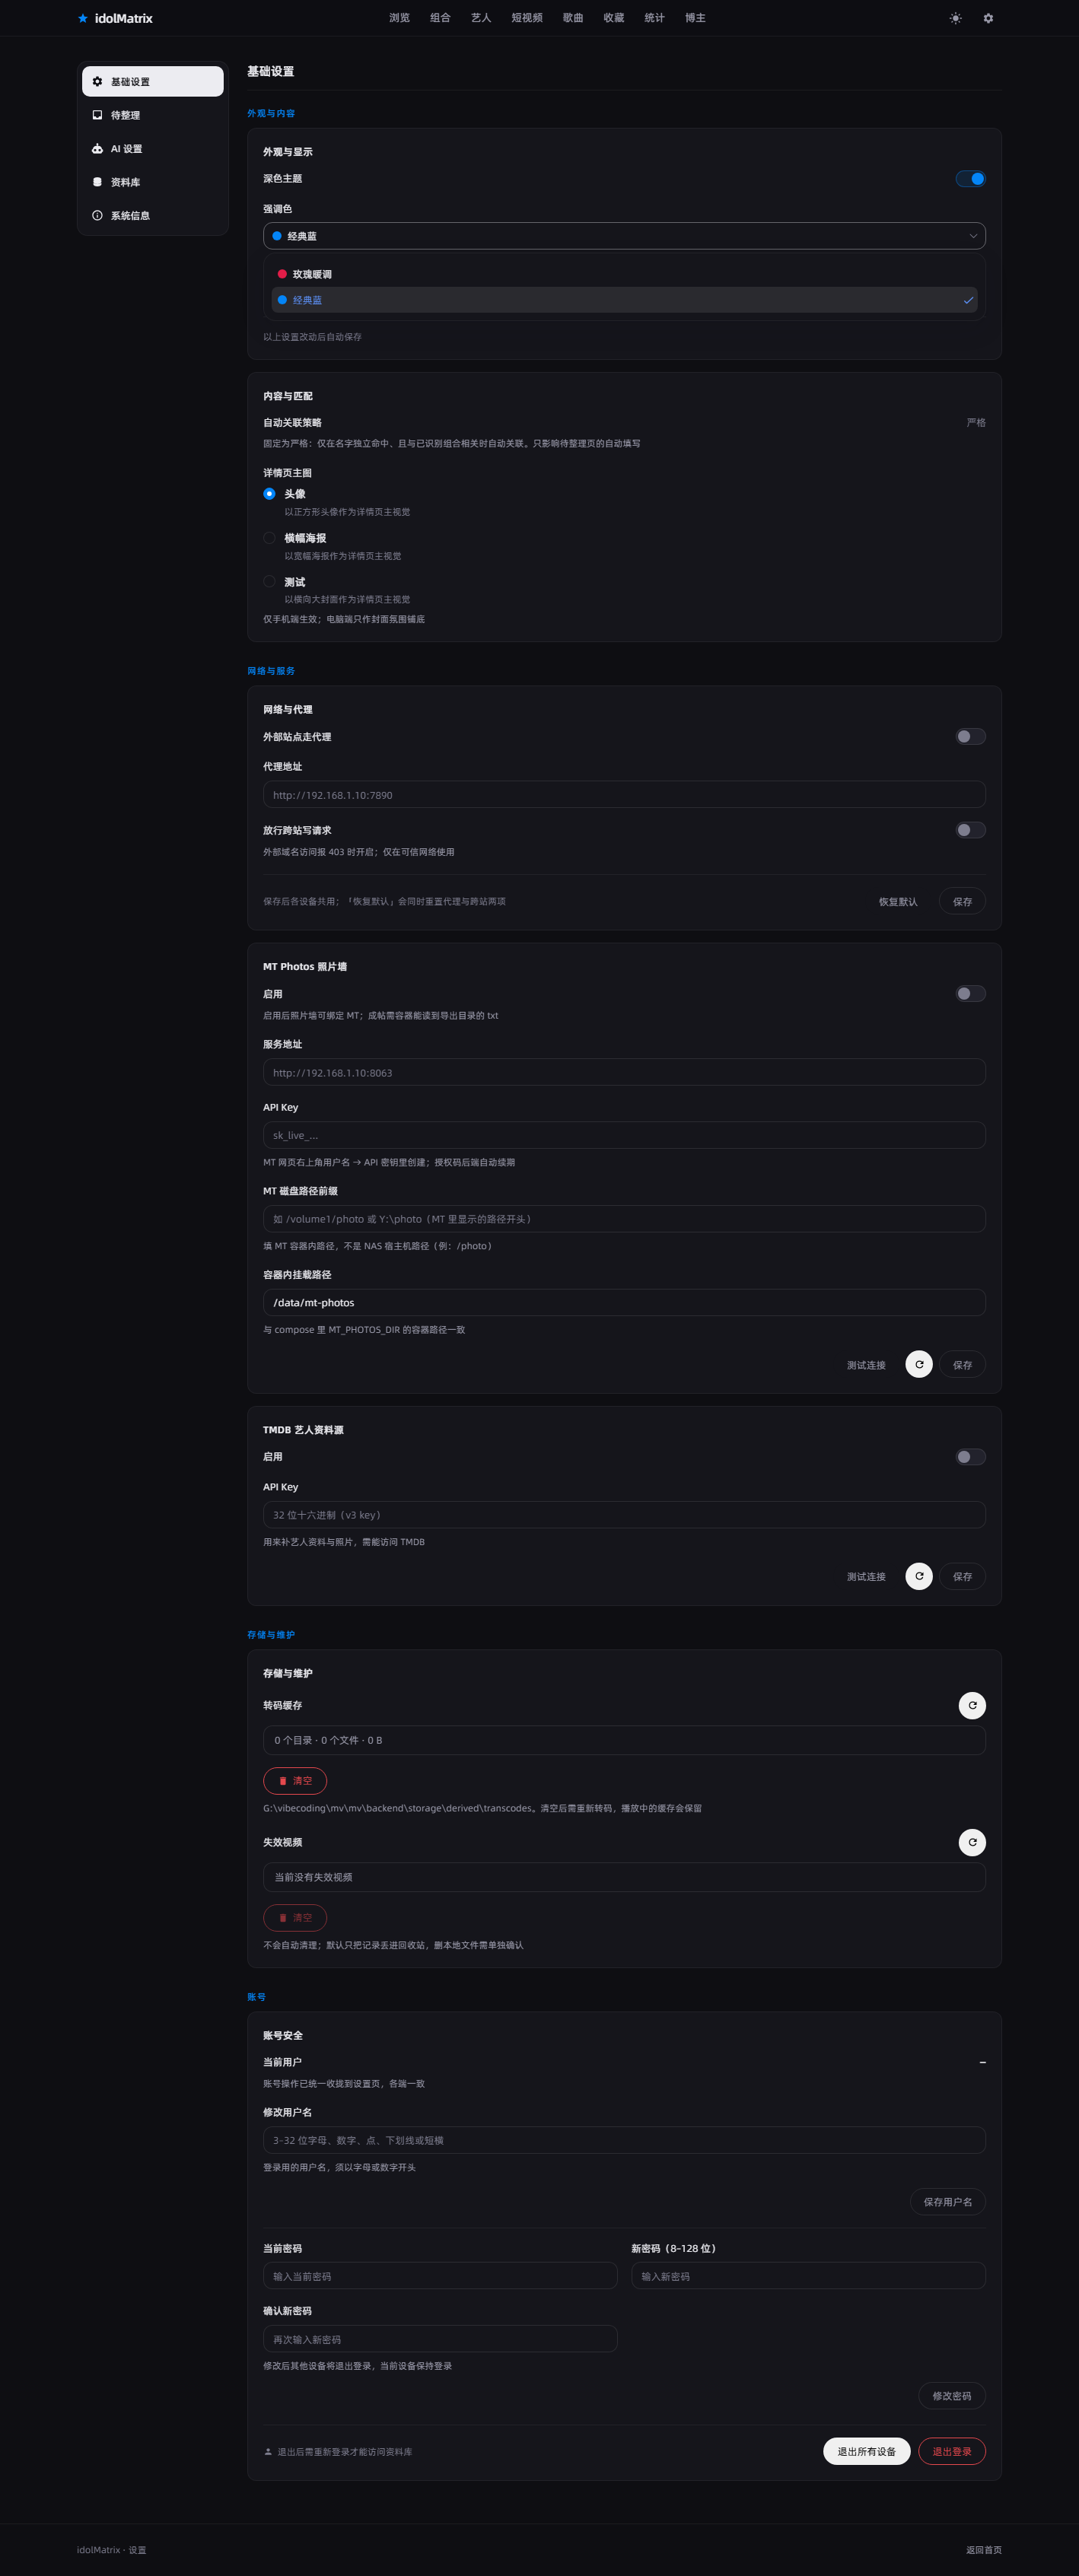 idolMatrix
浏览 组合 艺人 短视频 歌曲 收藏 统计 博主
基础设置
待整理
AI 设置
资料库
系统信息
基础设置
外观与内容
外观与显示
深色主题
强调色
经典蓝
玫瑰暖调
经典蓝
以上设置改动后自动保存
内容与匹配
自动关联策略 严格
固定为严格：仅在名字独立命中、且与已识别组合相关时自动关联。只影响待整理页的自动填写
详情页主图
头像
以正方形头像作为详情页主视觉
横幅海报
以宽幅海报作为详情页主视觉
测试
以横向大封面作为详情页主视觉
仅手机端生效；电脑端只作封面氛围铺底
网络与服务
网络与代理
外部站点走代理
代理地址
http://192.168.1.10:7890
放行跨站写请求
外部域名访问报 403 时开启；仅在可信网络使用
保存后各设备共用；「恢复默认」会同时重置代理与跨站两项 恢复默认 保存
MT Photos 照片墙
启用
启用后照片墙可绑定 MT；成帖需容器能读到导出目录的 txt
服务地址
http://192.168.1.10:8063
API Key
sk_live_...
MT 网页右上角用户名 → API 密钥里创建；授权码后端自动续期
MT 磁盘路径前缀
如 /volume1/photo 或 Y:\photo（MT 里显示的路径开头）
填 MT 容器内路径，不是 NAS 宿主机路径（例：/photo）
容器内挂载路径
/data/mt-photos
与 compose 里 MT_PHOTOS_DIR 的容器路径一致
测试连接 保存
TMDB 艺人资料源
启用
API Key
32 位十六进制（v3 key）
用来补艺人资料与照片，需能访问 TMDB
测试连接 保存
存储与维护
存储与维护
转码缓存
0 个目录 · 0 个文件 · 0 B
清空
G:\vibecoding\mv\mv\backend\storage\derived\transcodes。清空后需重新转码，播放中的缓存会保留
失效视频
当前没有失效视频
清空
不会自动清理；默认只把记录丢进回收站，删本地文件需单独确认
账号
账号安全
当前用户 —
账号操作已统一收拢到设置页，各端一致
修改用户名
3-32 位字母、数字、点、下划线或短横
登录用的用户名，须以字母或数字开头
保存用户名
当前密码 新密码（8-128 位）
输入当前密码 输入新密码
确认新密码
再次输入新密码
修改后其他设备将退出登录，当前设备保持登录
修改密码
退出后需重新登录才能访问资料库 退出所有设备 退出登录
idolMatrix · 设置 返回首页